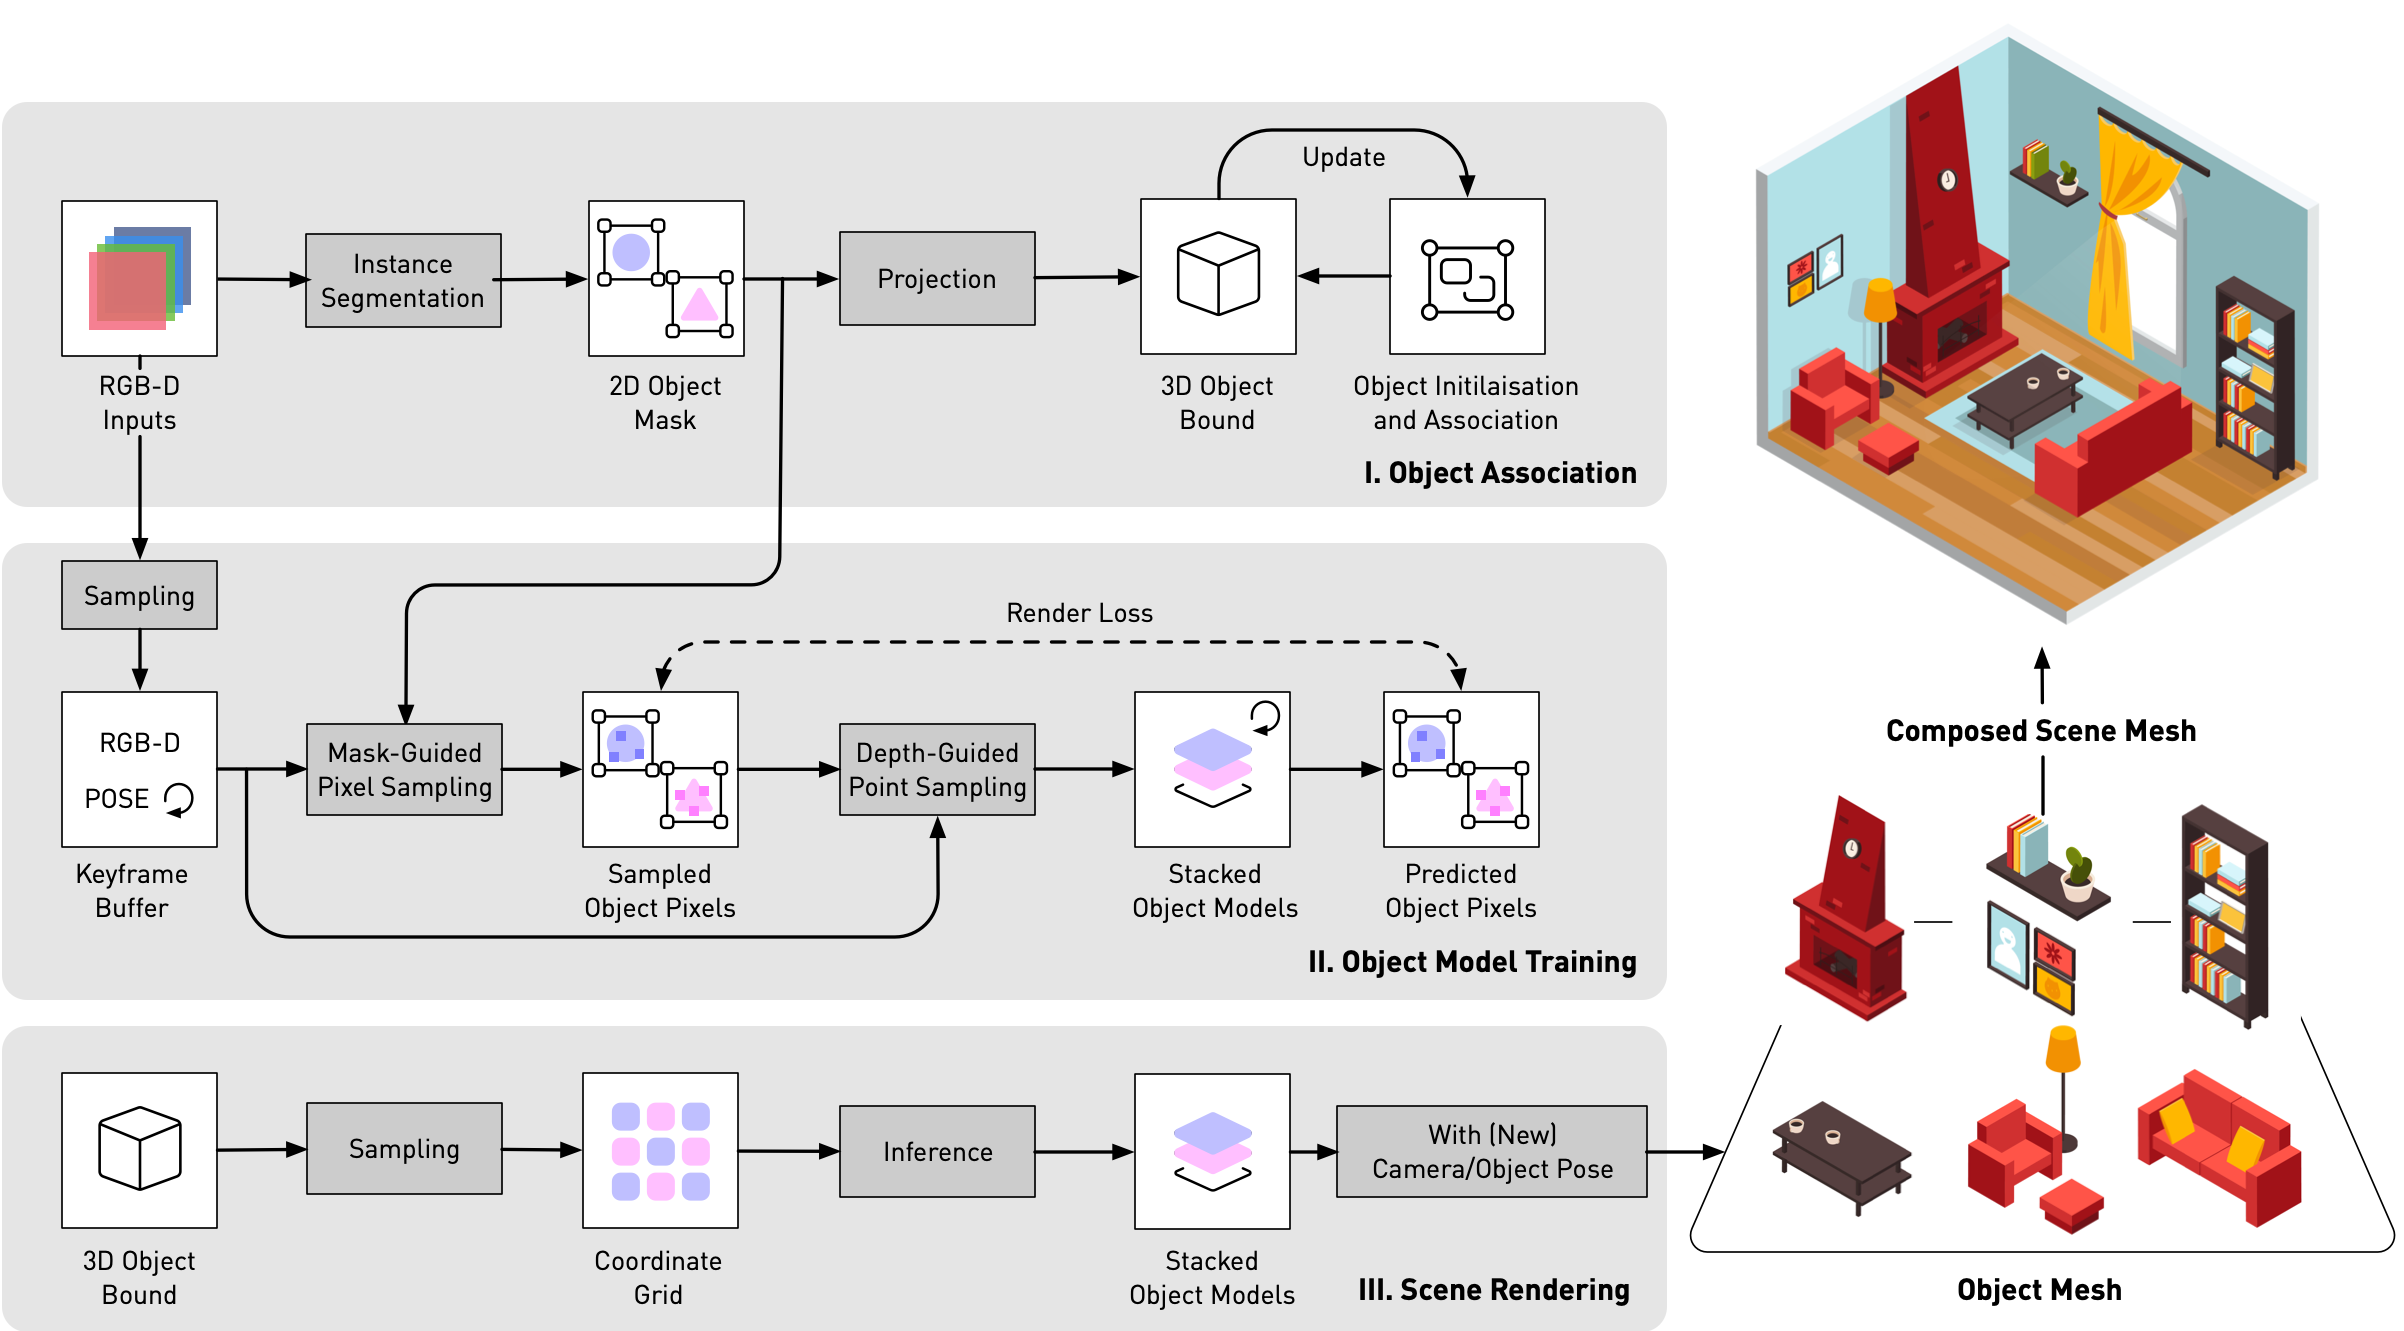 Update
Instance
Segmentation
Projection
RGB-D
Inputs
2D Object
Mask
3D Object
Bound
Object Initilaisation
and Association
I. Object Association
Sampling
Render Loss
RGB-D
POSE
Mask-Guided
Pixel Sampling
Depth-Guided
Point Sampling
Keyframe
Buffer
Sampled
Object Pixels
Stacked
Object Models
Predicted
Object Pixels
II. Object Model Training
Sampling
Inference
With (New)
Camera/Object Pose
3D Object
Bound
Coordinate
Grid
Stacked
Object Models
III. Scene Rendering
Composed Scene Mesh
Object Mesh